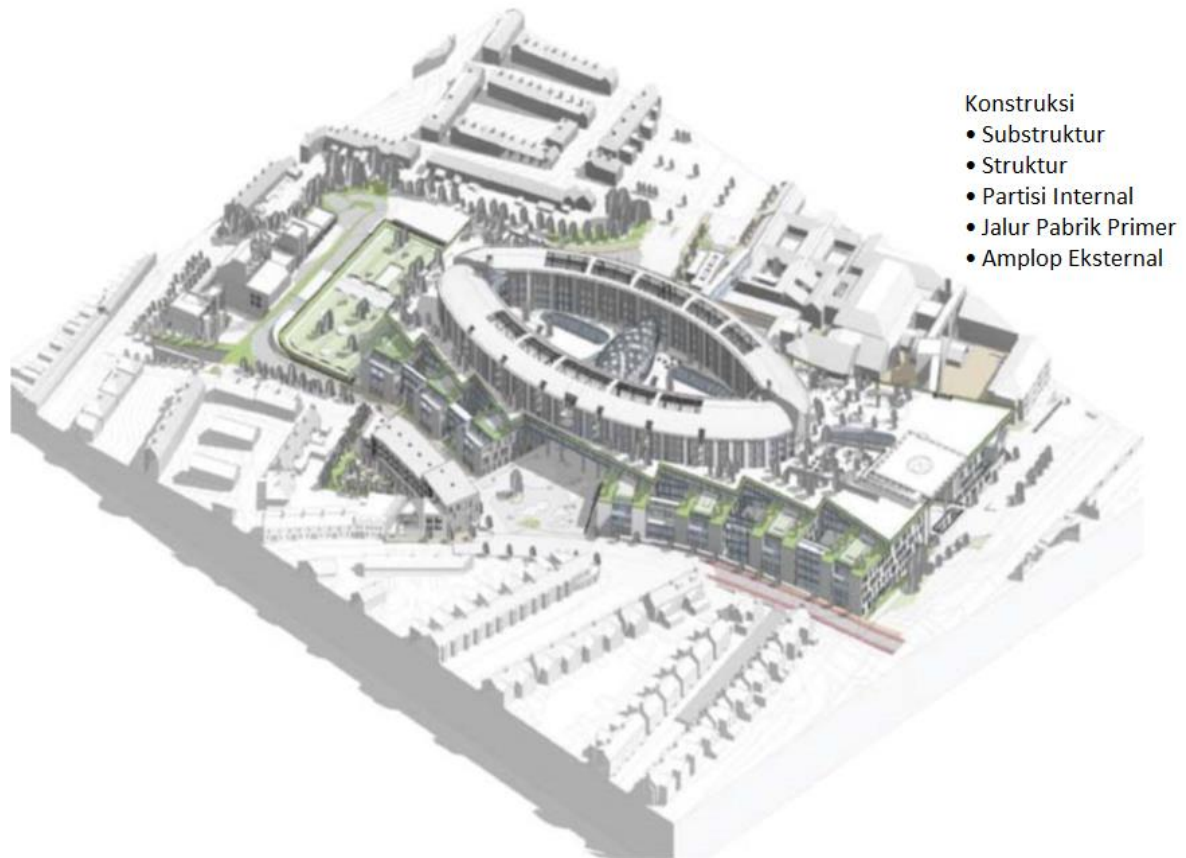 Konstruksi
• Substruktur
• Struktur
• Partisi Internal
• Jalur Pabrik Primer
• Amplop Eksternal